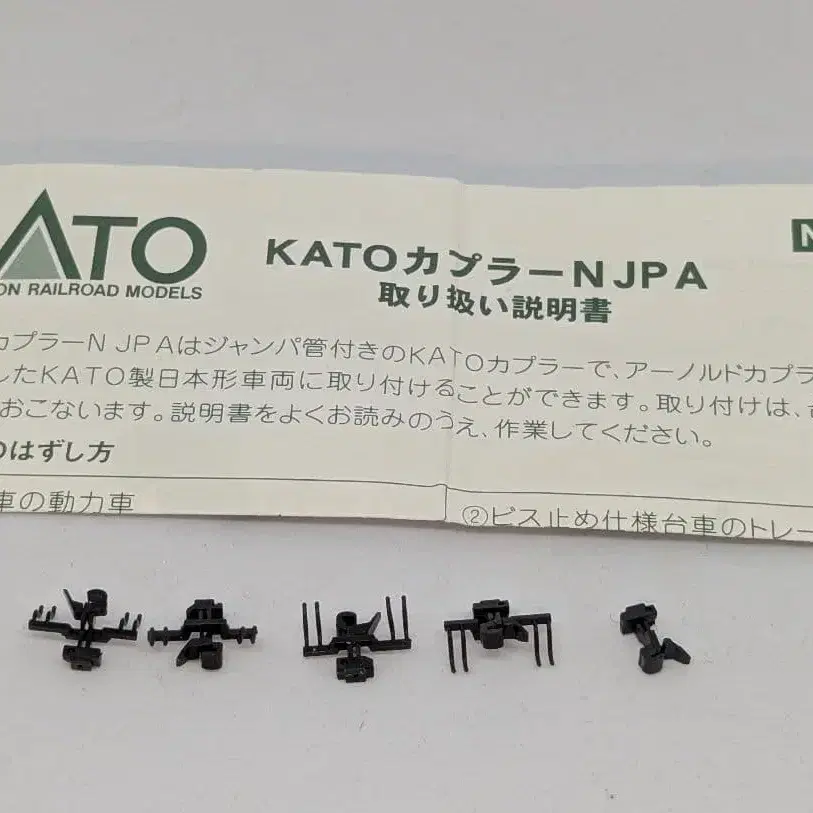 ATO
ON RAILROAD MODELS
N
KATOカプラーN JPA
取り扱い説明書
カプラーN JPAはジャンパ管付きのKATOカプラーで、アーノルドカプラ
したKATO製日本形車両に取り付けることができます。取り付けは、
おこないます。説明書をよくお読みのうえ、作業してください。
のはずし方
車の動力車
②ビス止め仕様台車のトレー